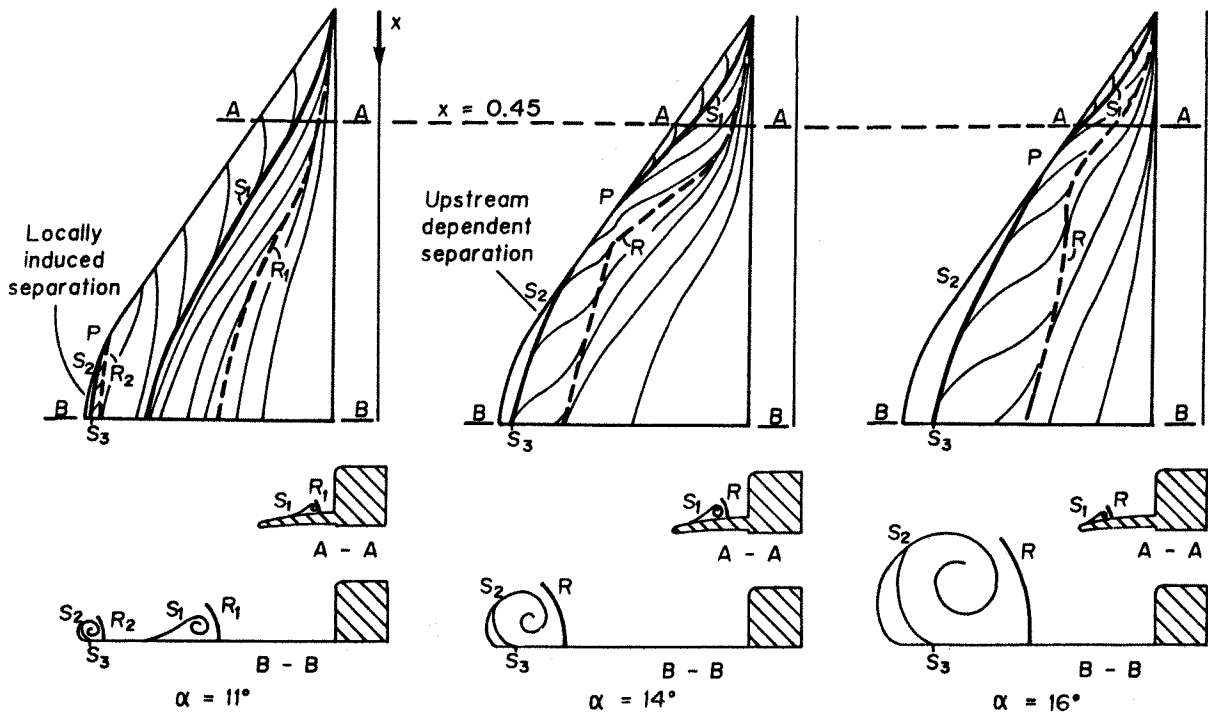 x
A A x = 0.45 A A A A
S₁ S₁ S₁
P P
Locally
induced
separation
Upstream
dependent
separation
R₁ R R
S₂ S₂
P
S₂ R₂
B B B B B B
S₃ S₃ S₃
S₁ R₁ S₁ R S₁ R
A - A A - A A - A
S₂ R₂ S₁ R₁ S₂ R S₂ R
S₃ S₃ S₃
B - B B - B B - B
α = 11° α = 14° α = 16°